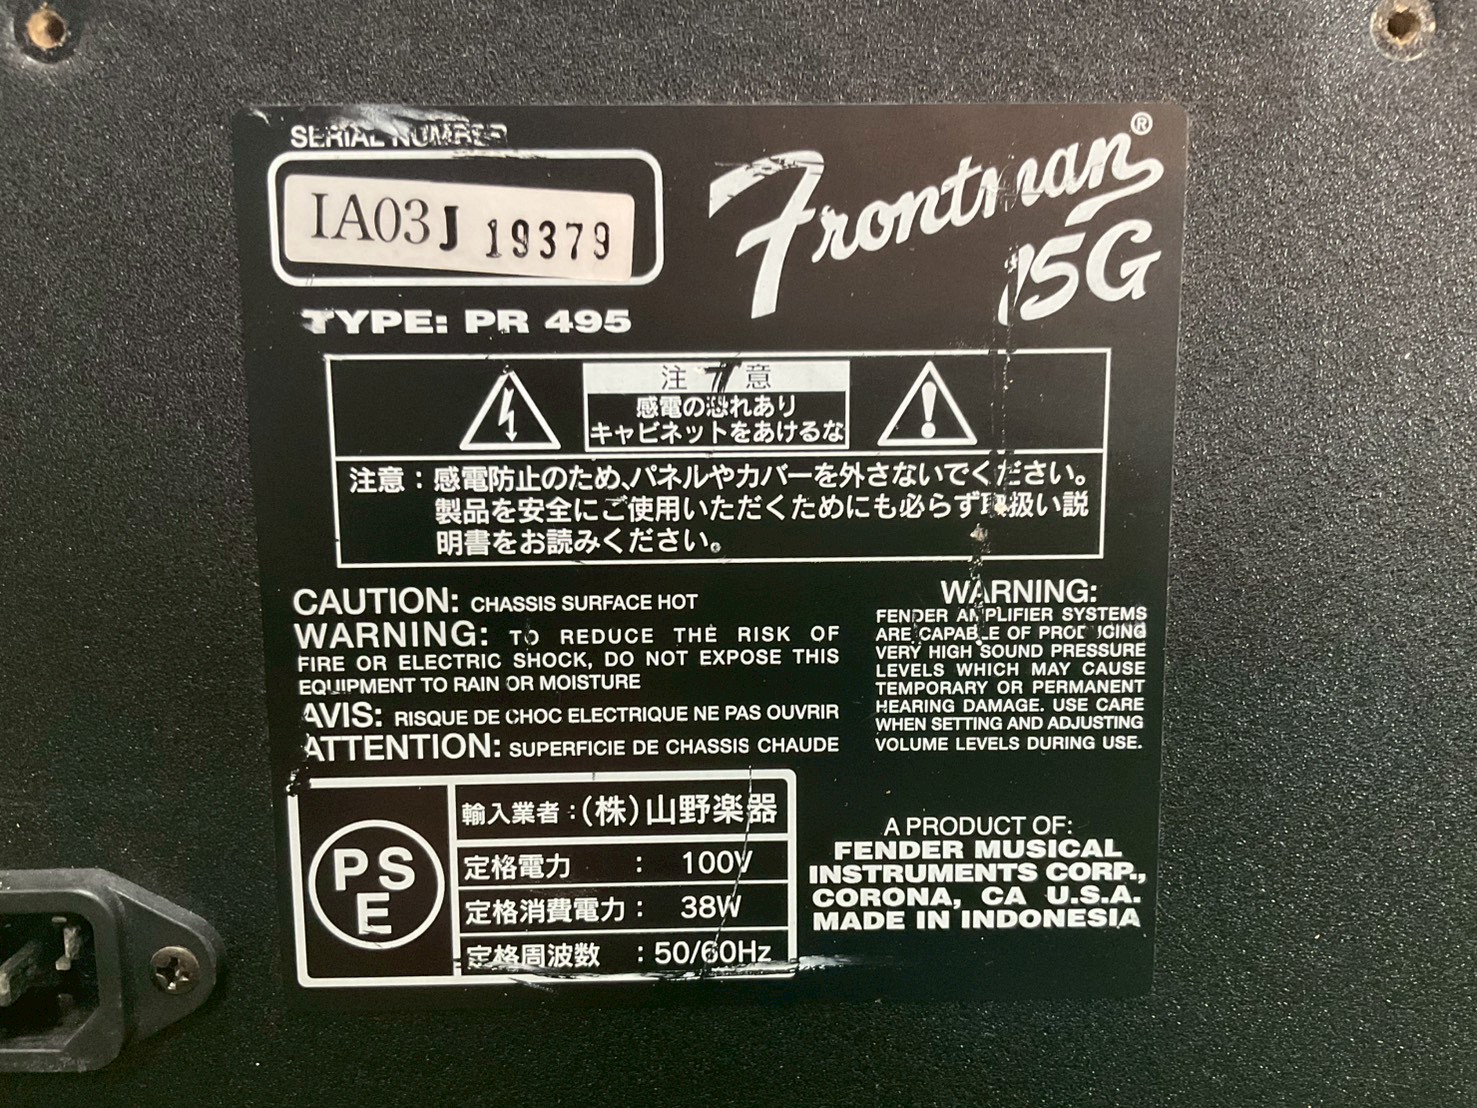 SERIAL NUMBER
IA03J 19379
TYPE: PR 495
Frontman®
15G
注意
感電の恐れあり
キャビネットをあけるな
注意：感電防止のため、パネルやカバーを外さないでください。
製品を安全にご使用いただくためにも必らず取扱い説
明書をお読みください。
CAUTION: CHASSIS SURFACE HOT
WARNING: TO REDUCE THE RISK OF
FIRE OR ELECTRIC SHOCK, DO NOT EXPOSE THIS
EQUIPMENT TO RAIN OR MOISTURE
AVIS: RISQUE DE CHOC ELECTRIQUE NE PAS OUVRIR
ATTENTION: SUPERFICIE DE CHASSIS CHAUDE
WARNING:
FENDER AMPLIFIER SYSTEMS
ARE CAPABLE OF PRODUCING
VERY HIGH SOUND PRESSURE
LEVELS WHICH MAY CAUSE
TEMPORARY OR PERMANENT
HEARING DAMAGE. USE CARE
WHEN SETTING AND ADJUSTING
VOLUME LEVELS DURING USE.
PS
E
輸入業者：(株)山野楽器
定格電力 ： 100V
定格消費電力： 38W
定格周波数 ： 50/60Hz
A PRODUCT OF:
FENDER MUSICAL
INSTRUMENTS CORP.,
CORONA, CA U.S.A.
MADE IN INDONESIA